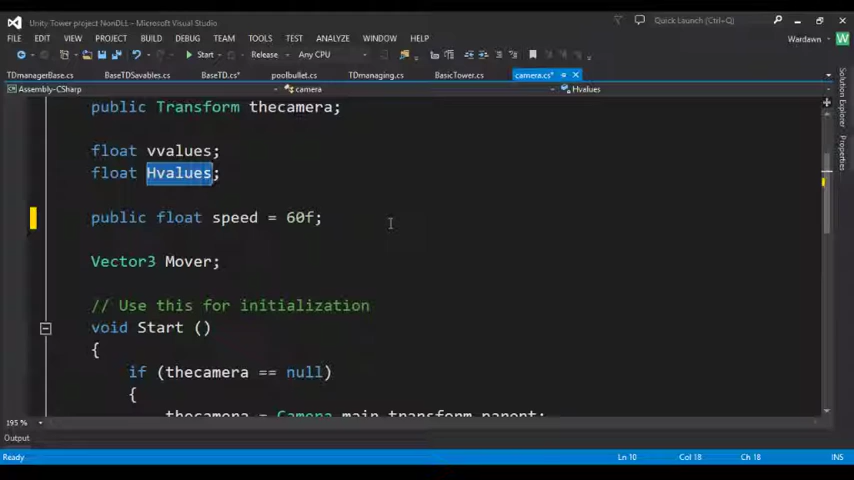 Unity Tower project NonDLL - Microsoft Visual Studio
Quick Launch (Ctrl+Q)
FILE EDIT VIEW PROJECT BUILD DEBUG TEAM TOOLS TEST ANALYZE WINDOW HELP
Wardawn W
Start Release Any CPU
TDmanagerBase.cs BaseTDSavables.cs BaseTD.cs* poolbullet.cs TDmanaging.cs BasicTower.cs camera.cs*
Assembly-CSharp camera Hvalues
Solution Explorer
Properties
public Transform thecamera;
float vvalues;
float Hvalues;
public float speed = 60f;
Vector3 Mover;
// Use this for initialization
void Start ()
{
if (thecamera == null)
{
thecamera = Camera.main.transform.parent;
195 %
Output
Ready Ln 10 Col 18 Ch 18 INS